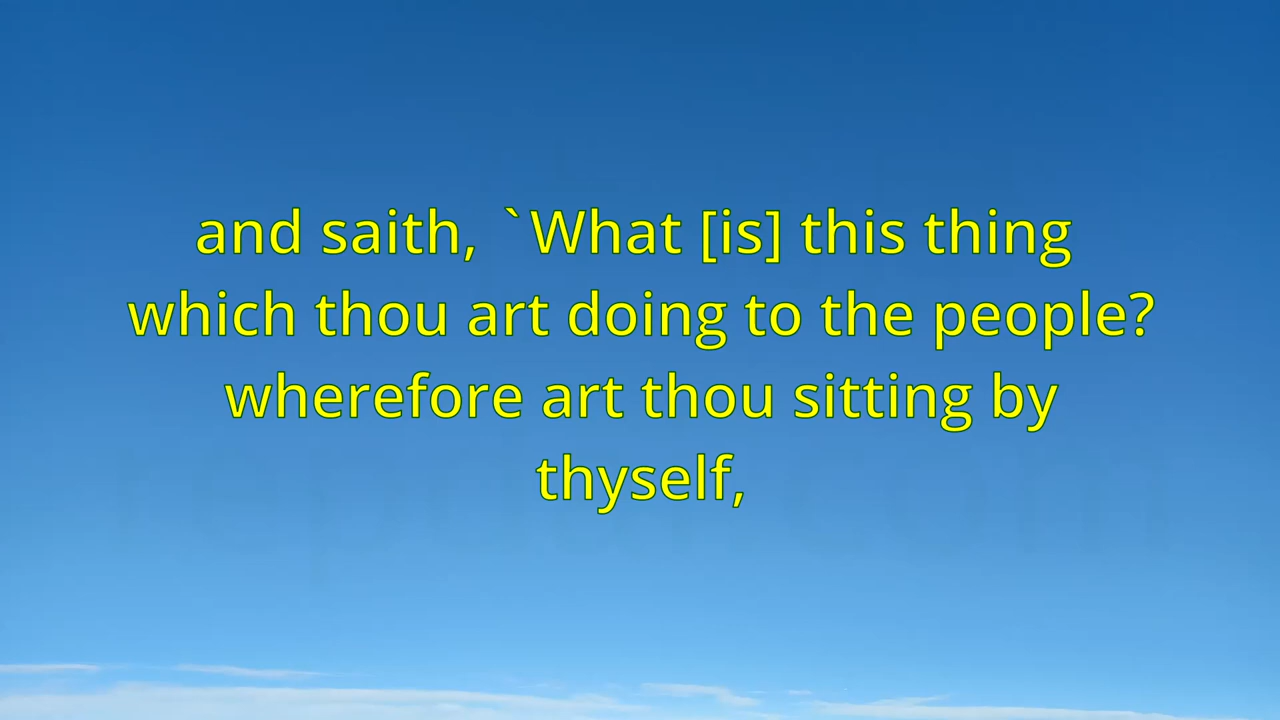 and saith, `What [is] this thing
which thou art doing to the people?
wherefore art thou sitting by
thyself,